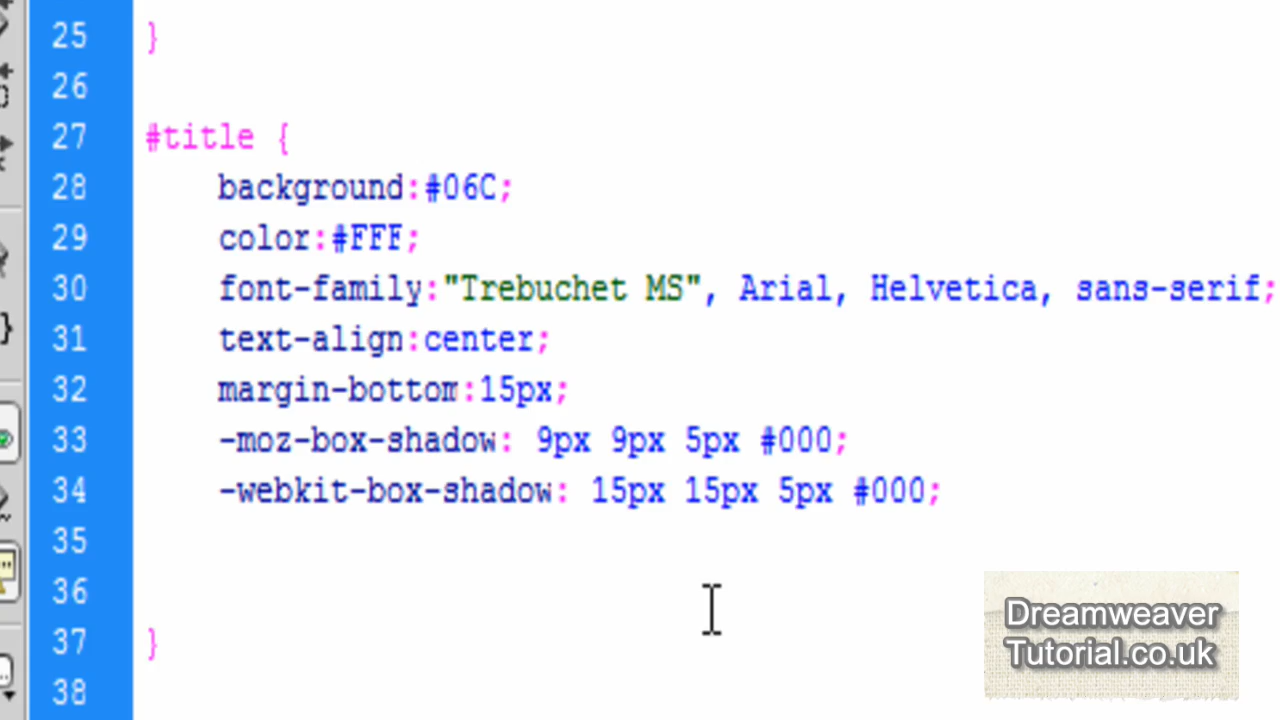 25 }
26
27 #title {
28 background:#06C;
29 color:#FFF;
30 font-family:"Trebuchet MS", Arial, Helvetica, sans-serif;
31 text-align:center;
32 margin-bottom:15px;
33 -moz-box-shadow: 9px 9px 5px #000;
34 -webkit-box-shadow: 15px 15px 5px #000;
35
36
37 }
38
Dreamweaver
Tutorial.co.uk